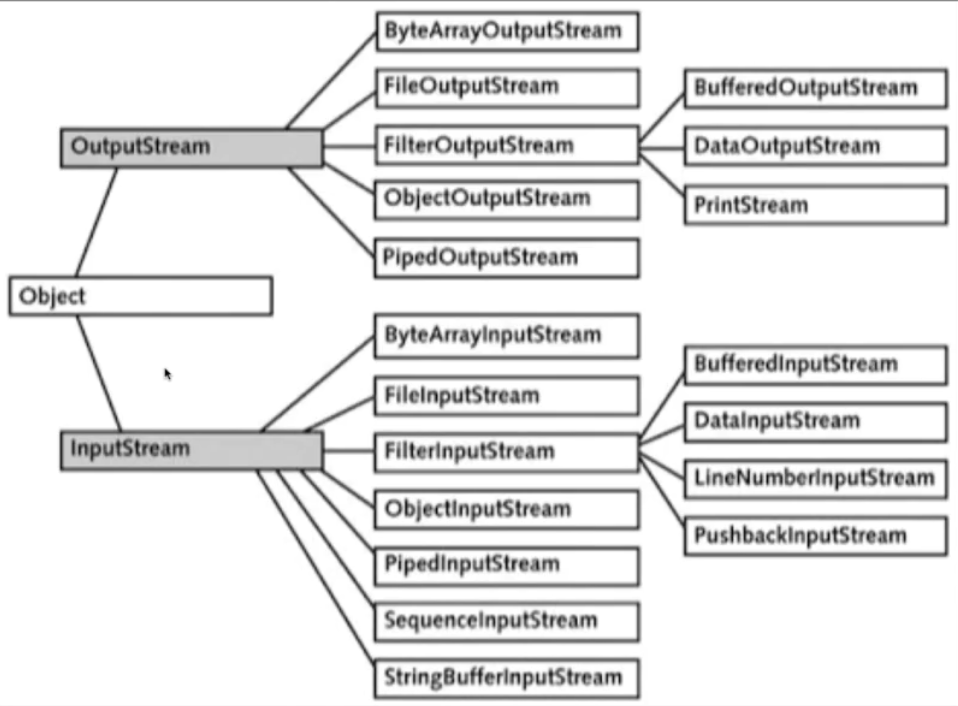 Object
OutputStream
ByteArrayOutputStream
FileOutputStream
FilterOutputStream
BufferedOutputStream
DataOutputStream
PrintStream
ObjectOutputStream
PipedOutputStream
InputStream
ByteArrayInputStream
FileInputStream
FilterInputStream
BufferedInputStream
DataInputStream
LineNumberInputStream
PushbackInputStream
ObjectInputStream
PipedInputStream
SequenceInputStream
StringBufferInputStream